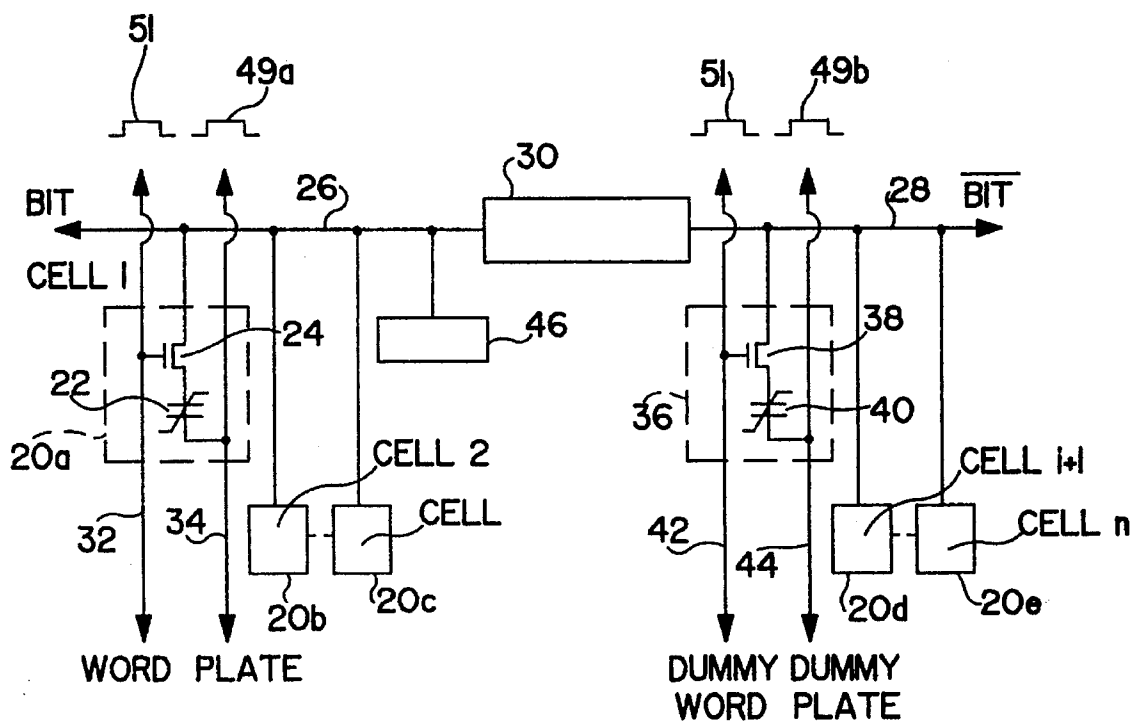 51
49a
51
49b
30
BIT
26
28
BIT
CELL 1
24
46
38
22
36
40
20a
CELL 2
CELL i+1
32
34
CELL
42
44
CELL n
20b
20c
20d
20e
WORD PLATE
DUMMY DUMMY
WORD PLATE